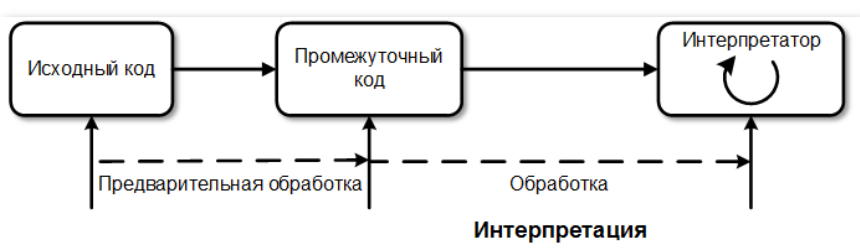 Исходный код
Промежуточный
код
Интерпретатор
Предварительная обработка
Обработка
Интерпретация